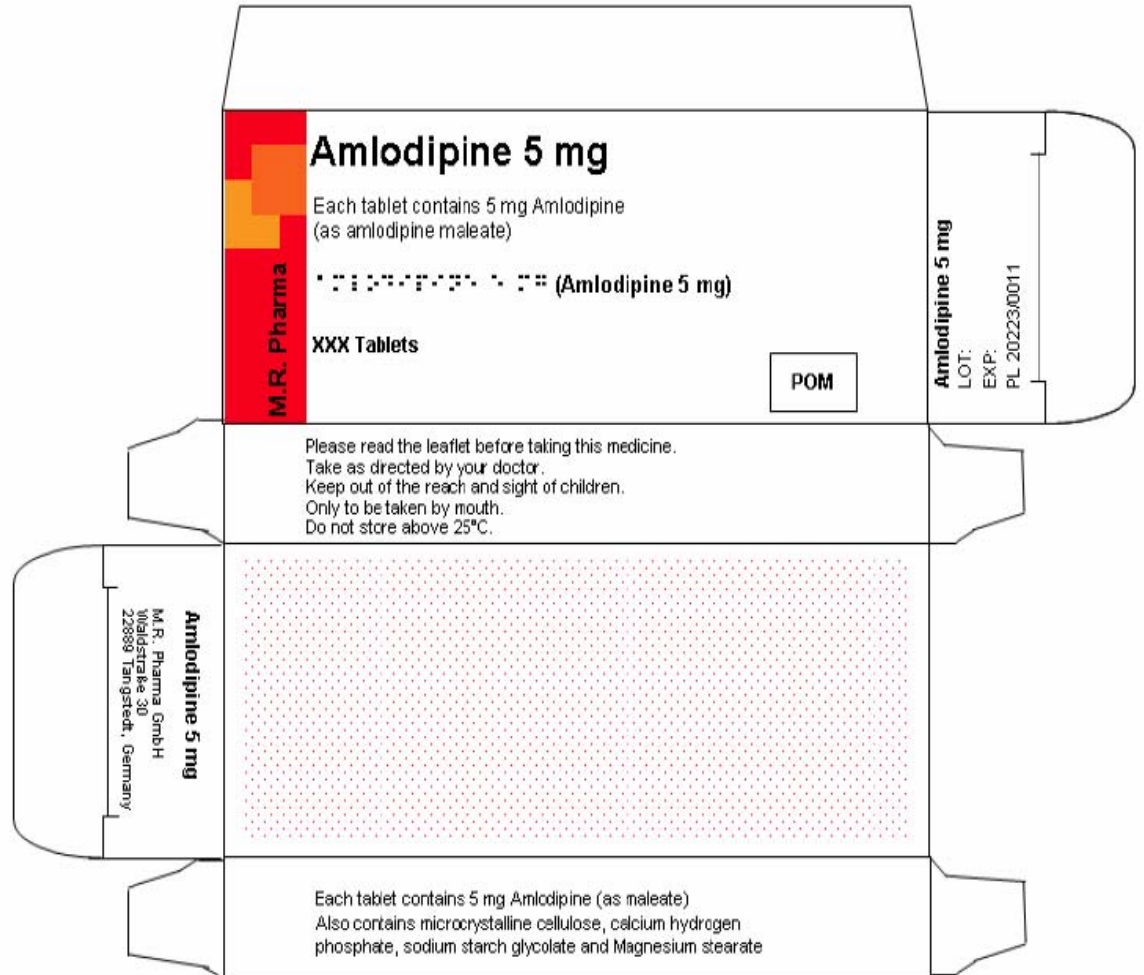 Amlodipine 5 mg
Each tablet contains 5 mg Amlodipine
(as amlodipine maleate)
⠁⠍⠇⠕⠙⠊⠏⠊⠝⠑ ⠑ ⠍⠛ (Amlodipine 5 mg)
XXX Tablets
M.R. Pharma
POM
Amlodipine 5 mg
LOT:
EXP:
PL 20223/0011
Please read the leaflet before taking this medicine.
Take as directed by your doctor.
Keep out of the reach and sight of children.
Only to be taken by mouth.
Do not store above 25°C.
Amlodipine 5 mg
M.R. Pharma GmbH
Waldstraße 30
22889 Tangstedt, Germany
Each tablet contains 5 mg Amlodipine (as maleate)
Also contains microcrystalline cellulose, calcium hydrogen
phosphate, sodium starch glycolate and Magnesium stearate